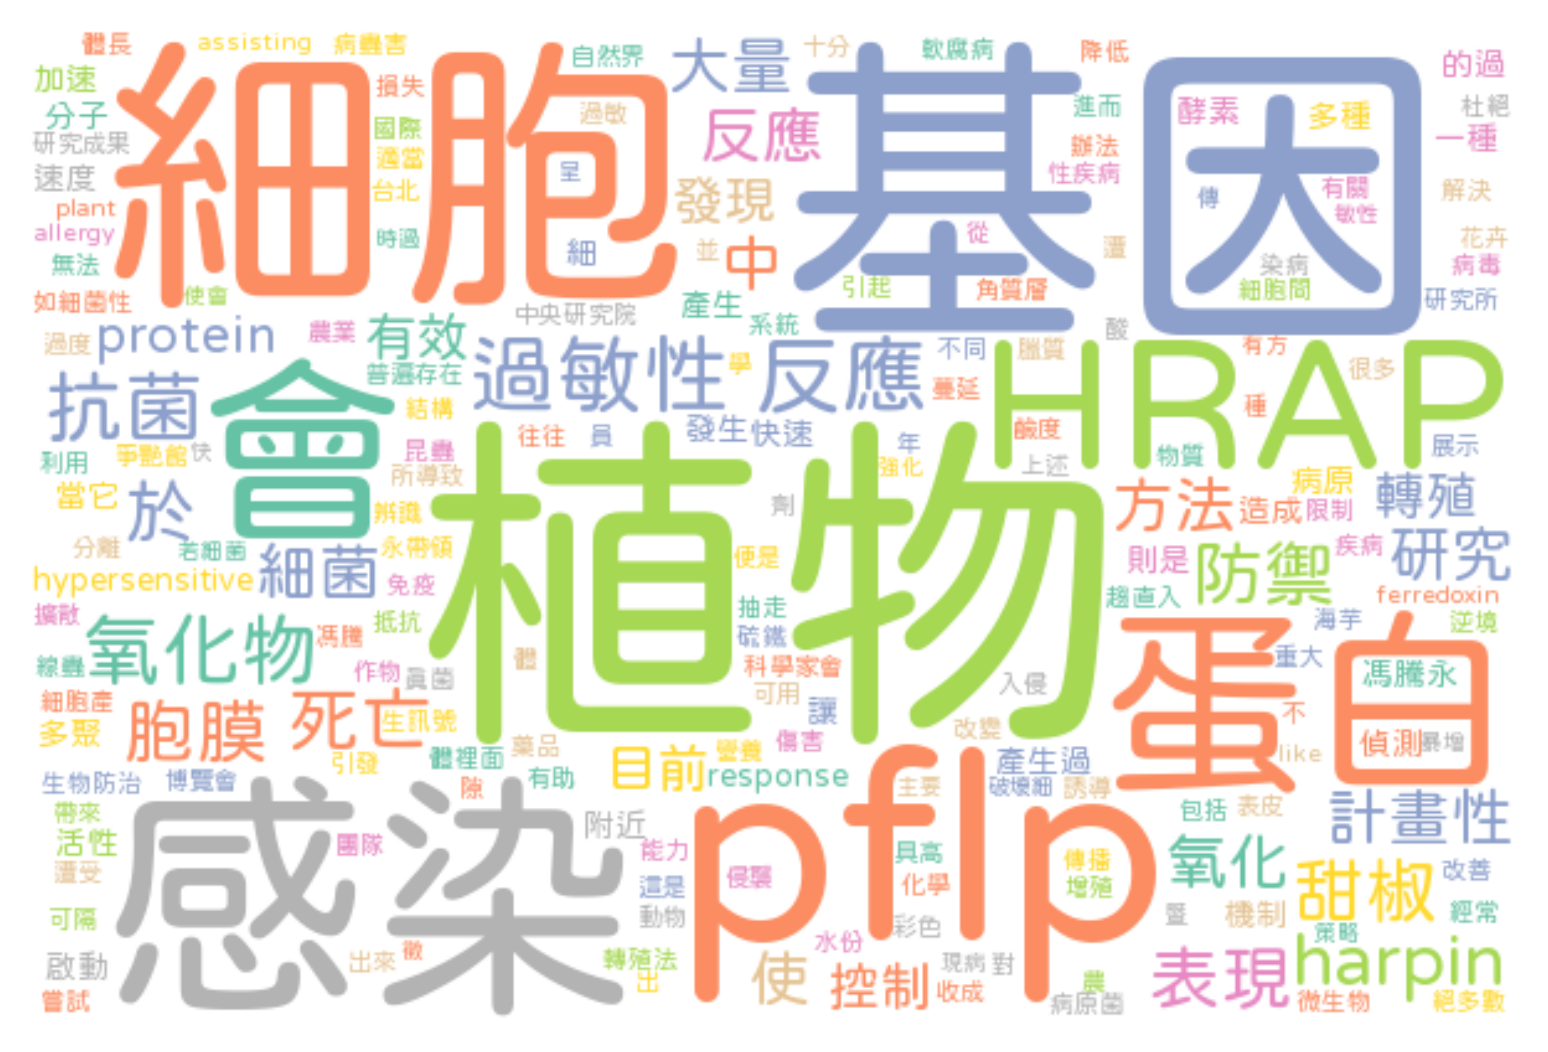 體長
assisting
病蟲害
自然界
大量
十分
軟腐病
降低
的過
加速
損失
細胞
基因
分子
過敏
進而
酵素
多種
杜絕
研究成果
國際
反應
辦法
一種
適當
速度
台北
呈
發現
性疾病
傳
有關
解決
plant
敏性
allergy
時過
細
並
中
從
遭
花卉
無法
染病
病毒
如細菌性
使會
引起
角質層
細胞間
研究所
產生
中央研究院
系統
酸
protein
農業
有效
過度
過敏性
反應
不同
臘質
有方
HRAP
普遍存在
學
很多
抗菌
會
蔓延
結構
種
往往
員
發生
快速
年
鹼度
展示
爭艷館
快
昆蟲
利用
所導致
強化
上述
物質
當它
於
植物
病原
轉殖
辨識
劑
方法
造成
限制
分離
若細菌
永帶領
便是
則是
防禦
疾病
研究
hypersensitive
細菌
免疫
趨直入
ferredoxin
擴散
抽走
海芋
逆境
氧化物
馮騰
抵抗
硫鐵
蛋白
線蟲
作物
真菌
體
科學家會
重大
馮騰永
細胞產
可用
入侵
多聚
胞膜
死亡
生訊號
讓
改變
不
偵測
暴增
引發
體裡面
藥品
營養
傷害
目前
產生過
like
生物防治
博覽會
有助
response
主要
破壞細
誘導
帶來
感染
隙
pflp
包括
表皮
計畫性
活性
團隊
附近
能力
具高
傳播
氧化
遭受
侵襲
這是
化學
增殖
甜椒
改善
可隔
動物
彩色
暨
機制
經常
策略
啟動
出來
徵
轉殖法
水份
使
控制
現病
對
表現
harpin
嘗試
出
收成
農
病原菌
微生物
絕多數